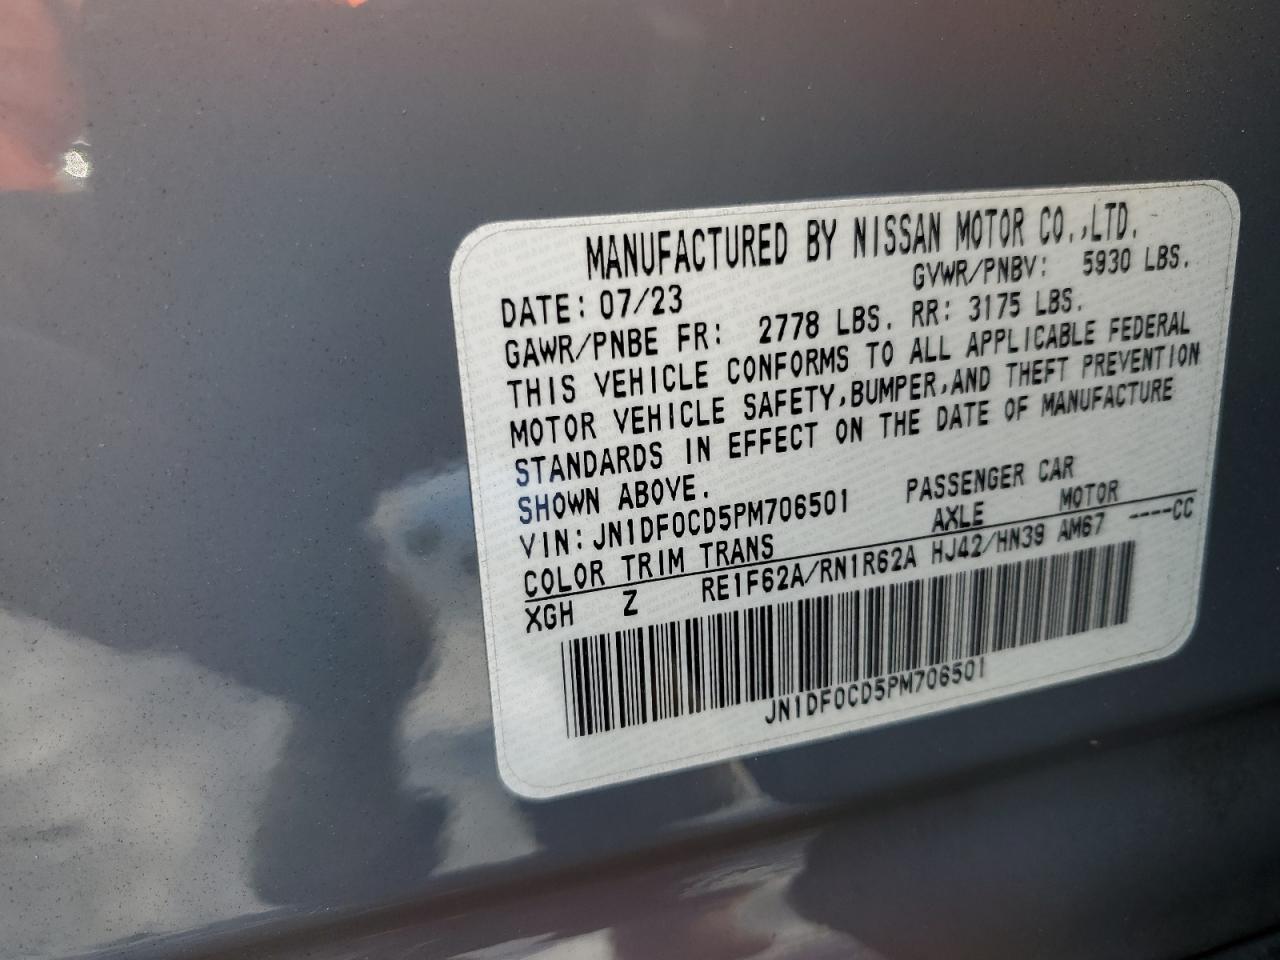 MANUFACTURED BY NISSAN MOTOR CO.,LTD.
DATE: 07/23 GVWR/PNBV: 5930 LBS.
GAWR/PNBE FR: 2778 LBS. RR: 3175 LBS.
THIS VEHICLE CONFORMS TO ALL APPLICABLE FEDERAL
MOTOR VEHICLE SAFETY,BUMPER,AND THEFT PREVENTION
STANDARDS IN EFFECT ON THE DATE OF MANUFACTURE
SHOWN ABOVE.
VIN: JN1DF0CD5PM706501 PASSENGER CAR
COLOR TRIM TRANS AXLE MOTOR
XGH Z RE1F62A/RN1R62A HJ42/HN39 AM67 ----CC
JN1DF0CD5PM706501